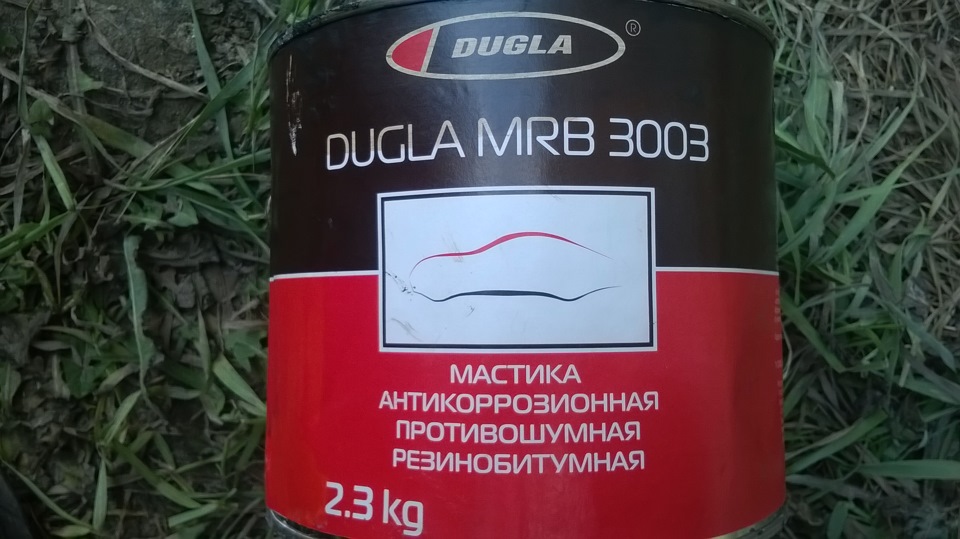 DUGLA ®
DUGLA MRB 3003
МАСТИКА
АНТИКОРРОЗИОННАЯ
ПРОТИВОШУМНАЯ
РЕЗИНОБИТУМНАЯ
2.3 kg